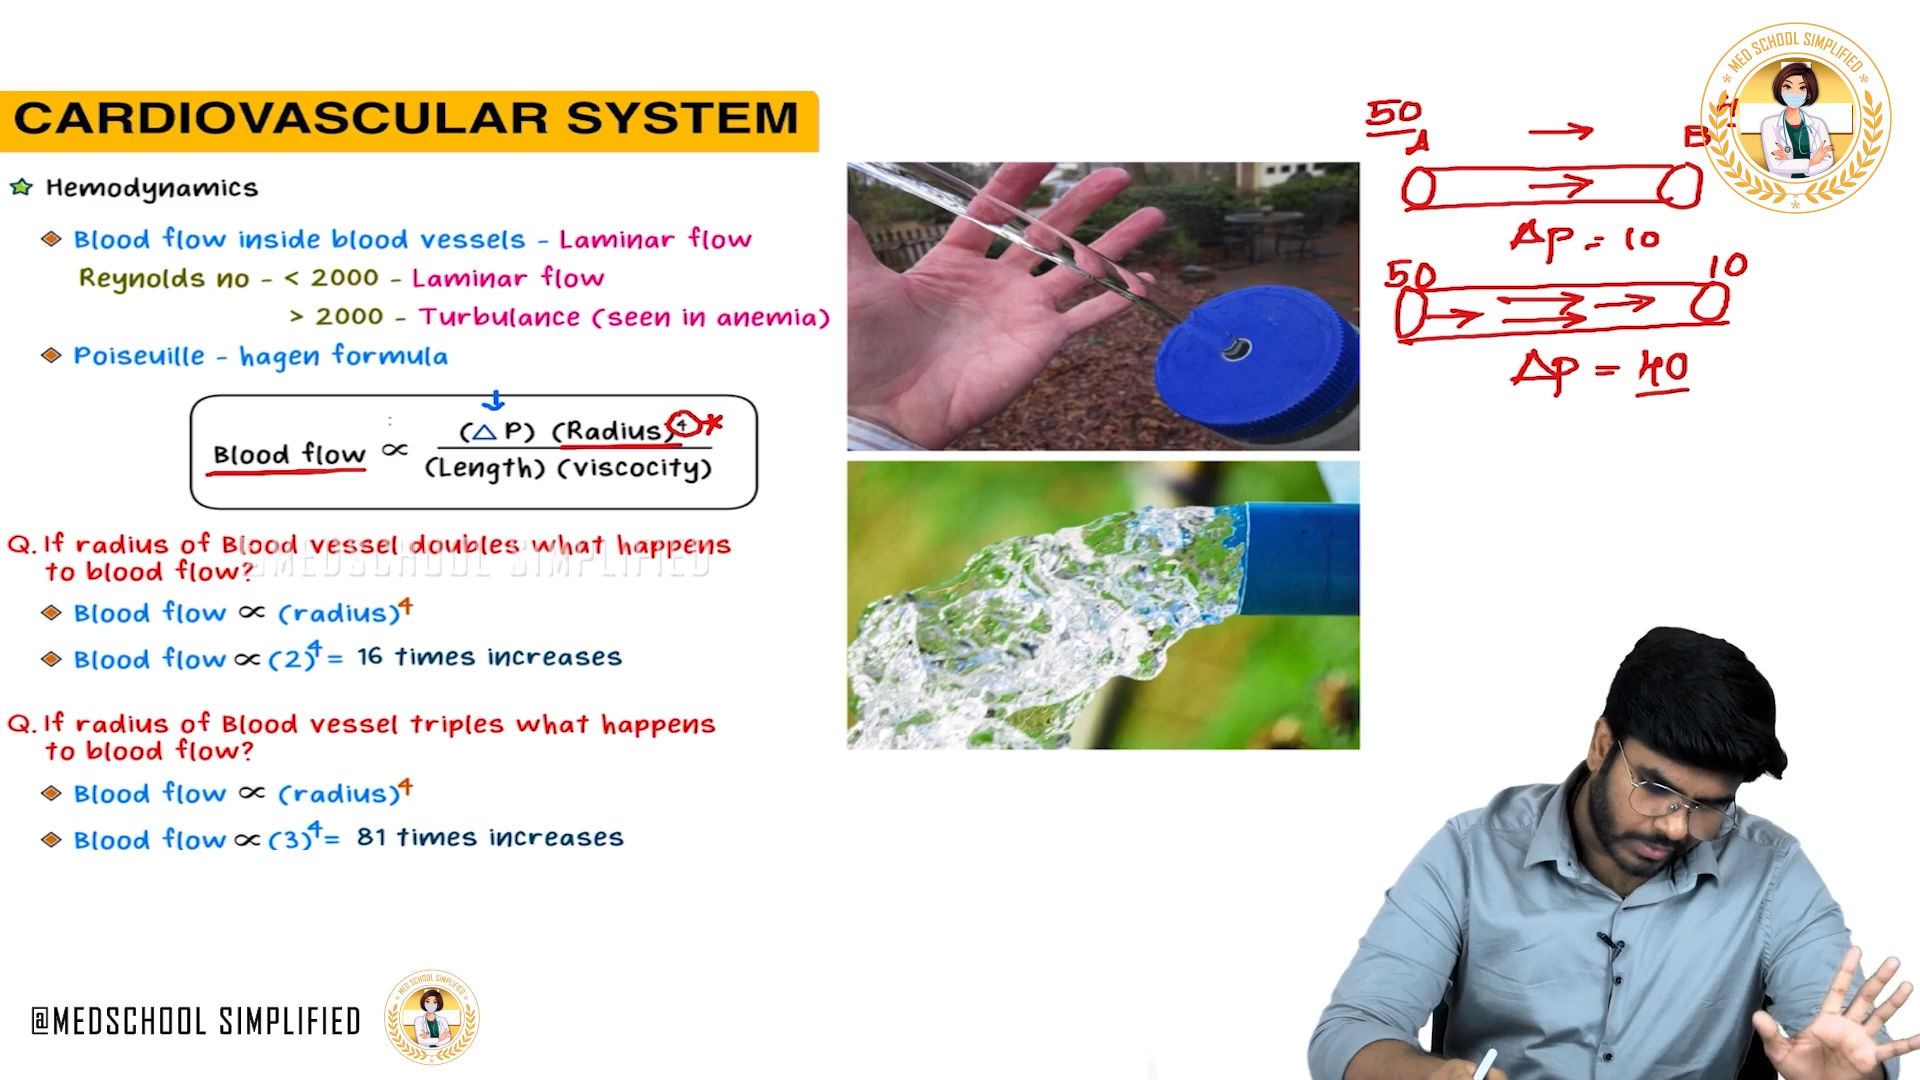 CARDIOVASCULAR SYSTEM
Hemodynamics
Blood flow inside blood vessels - Laminar flow
Reynolds no - < 2000 - Laminar flow
> 2000 - Turbulance (seen in anemia)
Poiseuille - hagen formula
Blood flow ∝ (△ P) (Radius)⁴
(Length) (viscocity)
Q. If radius of Blood vessel doubles what happens
to blood flow?
@MEDSCHOOL SIMPLIFIED
Blood flow ∝ (radius)⁴
Blood flow ∝ (2)⁴ = 16 times increases
Q. If radius of Blood vessel triples what happens
to blood flow?
Blood flow ∝ (radius)⁴
Blood flow ∝ (3)⁴ = 81 times increases
50
A B
ΔP = 10
50 10
ΔP = 40
MED SCHOOL SIMPLIFIED
@MEDSCHOOL SIMPLIFIED
MED SCHOOL SIMPLIFIED